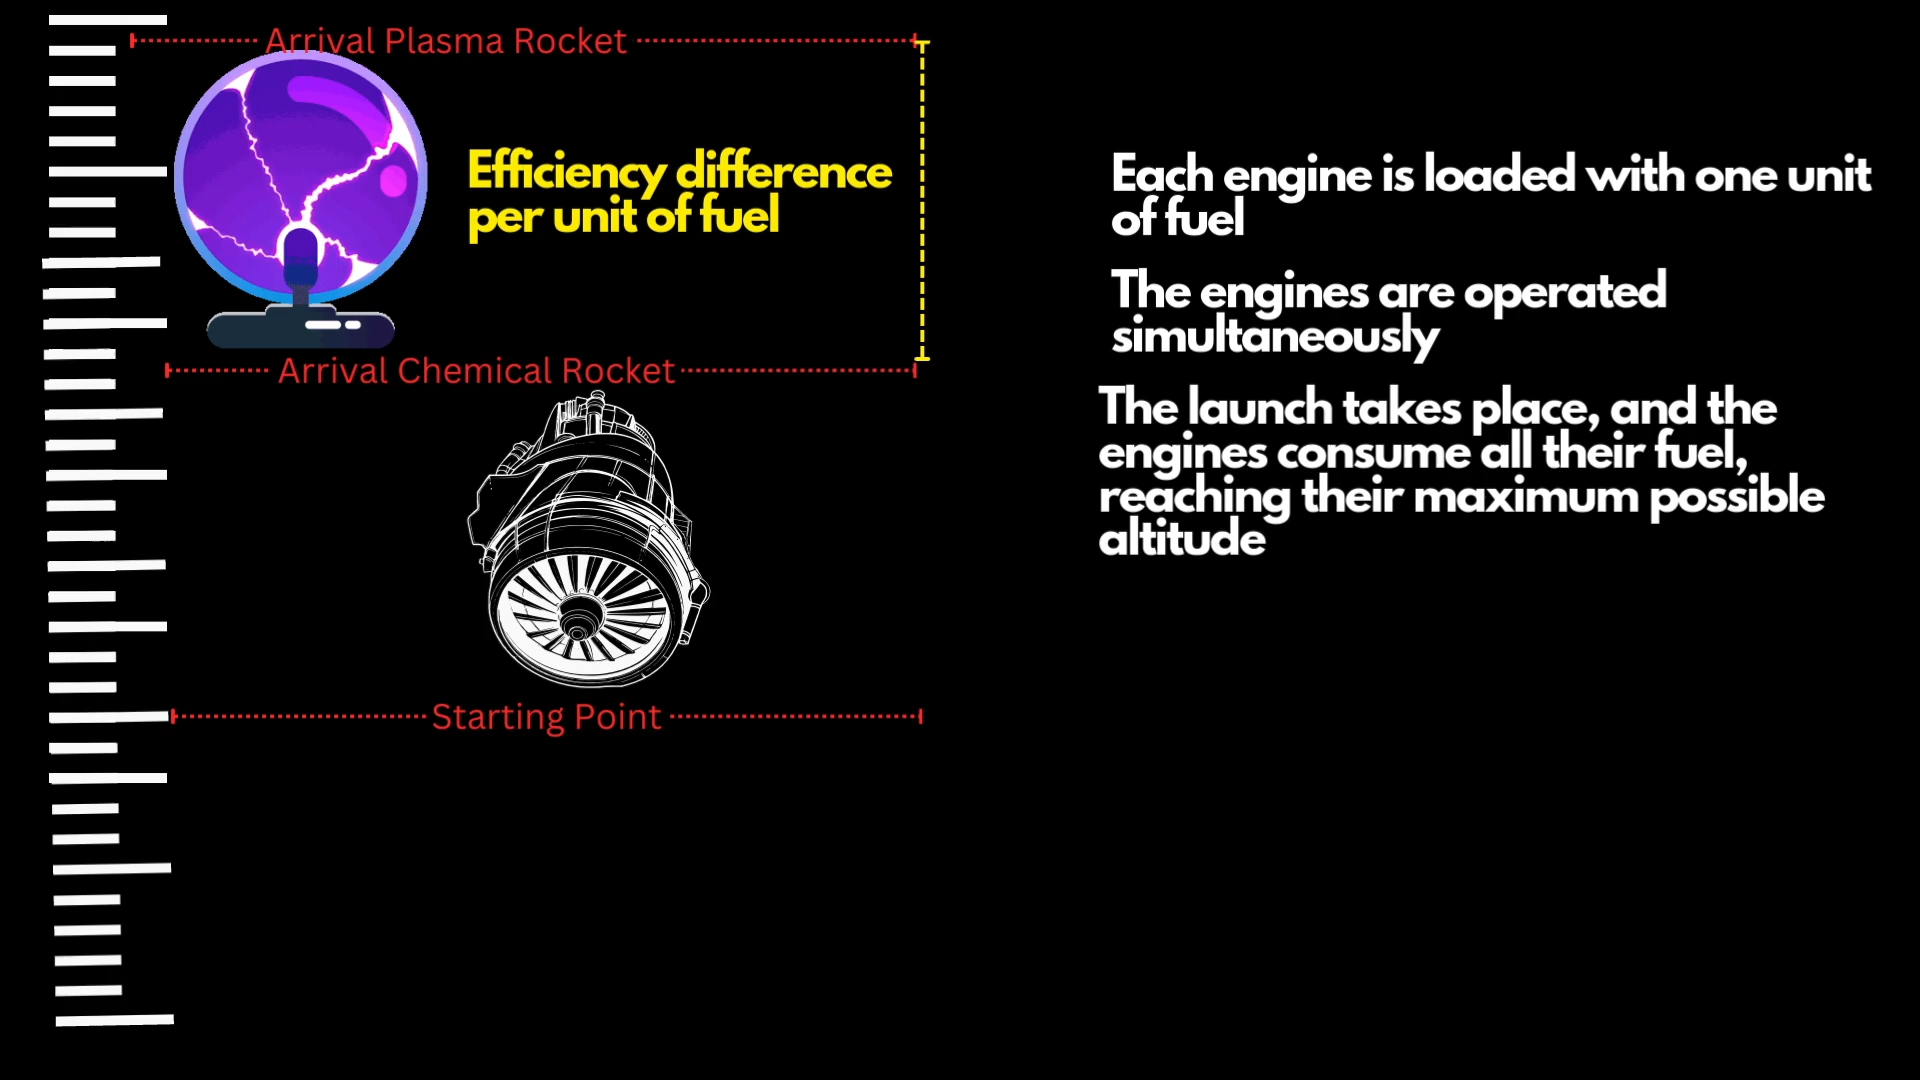 Arrival Plasma Rocket
Efficiency difference
per unit of fuel
Arrival Chemical Rocket
Starting Point
Each engine is loaded with one unit
of fuel
The engines are operated
simultaneously
The launch takes place, and the
engines consume all their fuel,
reaching their maximum possible
altitude